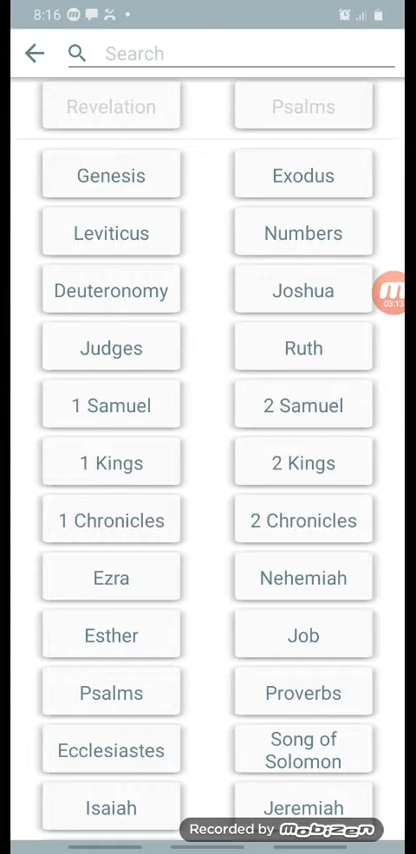 8:16
Search
Revelation Psalms
Genesis Exodus
Leviticus Numbers
Deuteronomy Joshua
03:13
Judges Ruth
1 Samuel 2 Samuel
1 Kings 2 Kings
1 Chronicles 2 Chronicles
Ezra Nehemiah
Esther Job
Psalms Proverbs
Ecclesiastes Song of
Solomon
Isaiah Jeremiah
Recorded by mobizen